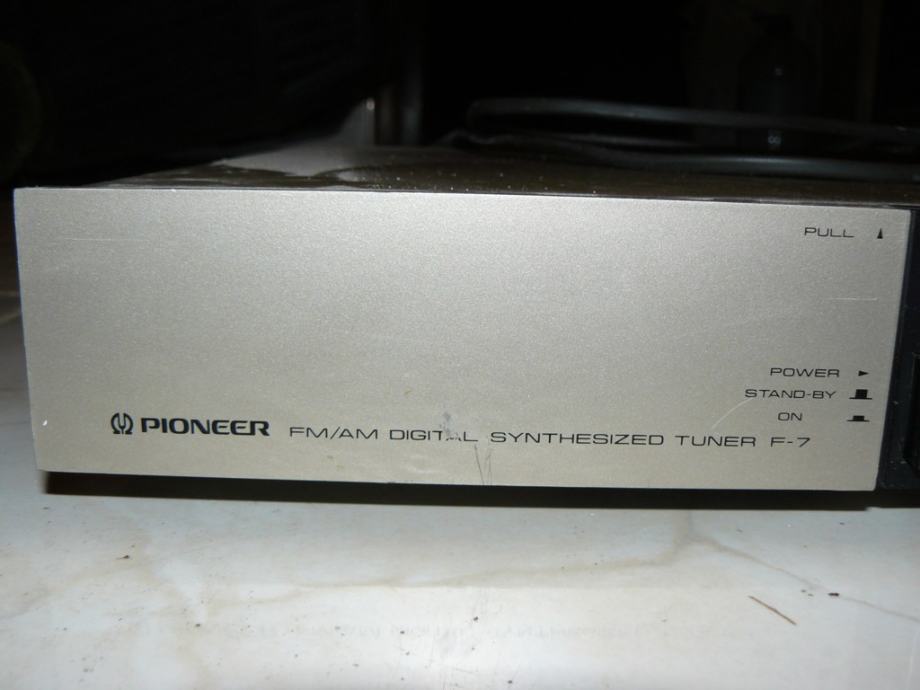 PULL
POWER
STAND-BY
ON
PIONEER FM/AM DIGITAL SYNTHESIZED TUNER F-7